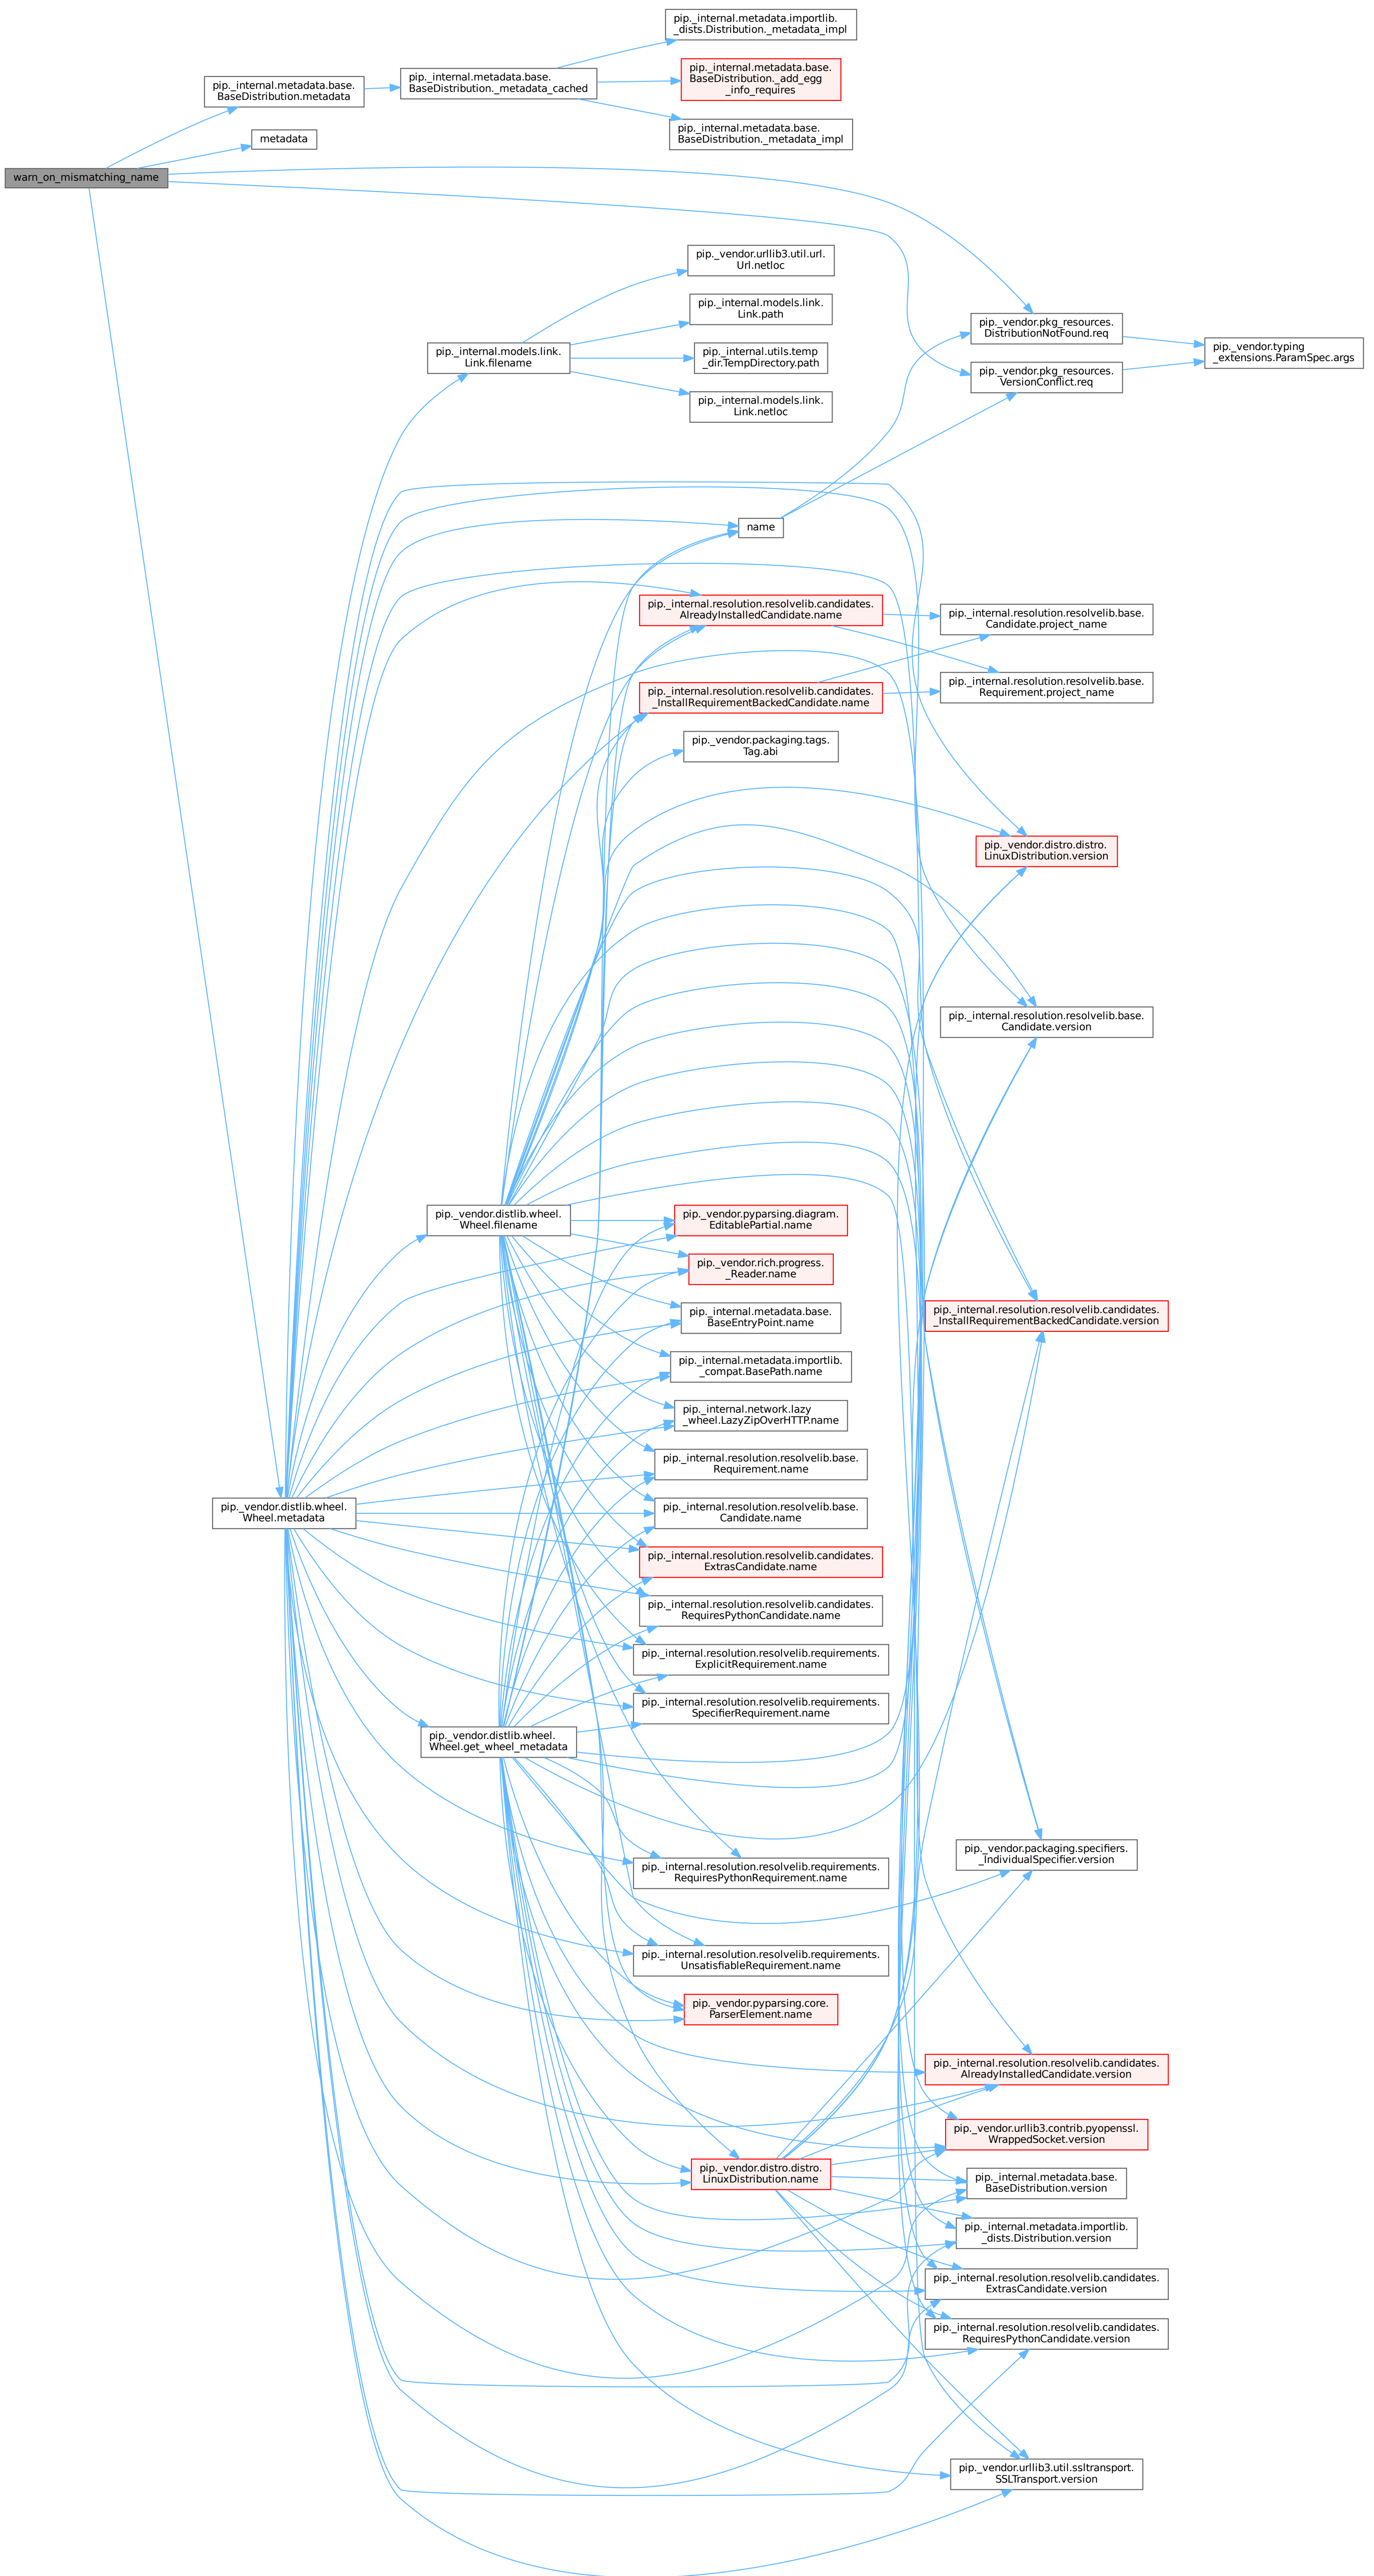 pip._internal.metadata.importlib.
_dists.Distribution._metadata_impl
pip._internal.metadata.base.
BaseDistribution._add_egg
_info_requires
pip._internal.metadata.base.
BaseDistribution.metadata
pip._internal.metadata.base.
BaseDistribution._metadata_cached
pip._internal.metadata.base.
BaseDistribution._metadata_impl
metadata
warn_on_mismatching_name
pip._vendor.urllib3.util.url.
Url.netloc
pip._internal.models.link.
Link.path
pip._vendor.pkg_resources.
DistributionNotFound.req
pip._internal.models.link.
Link.filename
pip._internal.utils.temp
_dir.TempDirectory.path
pip._vendor.typing
_extensions.ParamSpec.args
pip._vendor.pkg_resources.
VersionConflict.req
pip._internal.models.link.
Link.netloc
name
pip._internal.resolution.resolvelib.candidates.
AlreadyInstalledCandidate.name
pip._internal.resolution.resolvelib.base.
Candidate.project_name
pip._internal.resolution.resolvelib.base.
Requirement.project_name
pip._internal.resolution.resolvelib.candidates.
_InstallRequirementBackedCandidate.name
pip._vendor.packaging.tags.
Tag.abi
pip._vendor.distro.distro.
LinuxDistribution.version
pip._internal.resolution.resolvelib.base.
Candidate.version
pip._vendor.distlib.wheel.
Wheel.filename
pip._vendor.pyparsing.diagram.
EditablePartial.name
pip._vendor.rich.progress.
_Reader.name
pip._internal.metadata.base.
BaseEntryPoint.name
pip._internal.resolution.resolvelib.candidates.
_InstallRequirementBackedCandidate.version
pip._internal.metadata.importlib.
_compat.BasePath.name
pip._internal.network.lazy
_wheel.LazyZipOverHTTP.name
pip._internal.resolution.resolvelib.base.
Requirement.name
pip._vendor.distlib.wheel.
Wheel.metadata
pip._internal.resolution.resolvelib.base.
Candidate.name
pip._internal.resolution.resolvelib.candidates.
ExtrasCandidate.name
pip._internal.resolution.resolvelib.candidates.
RequiresPythonCandidate.name
pip._internal.resolution.resolvelib.requirements.
ExplicitRequirement.name
pip._internal.resolution.resolvelib.requirements.
SpecifierRequirement.name
pip._vendor.distlib.wheel.
Wheel.get_wheel_metadata
pip._vendor.packaging.specifiers.
_IndividualSpecifier.version
pip._internal.resolution.resolvelib.requirements.
RequiresPythonRequirement.name
pip._internal.resolution.resolvelib.requirements.
UnsatisfiableRequirement.name
pip._vendor.pyparsing.core.
ParserElement.name
pip._internal.resolution.resolvelib.candidates.
AlreadyInstalledCandidate.version
pip._vendor.urllib3.contrib.pyopenssl.
WrappedSocket.version
pip._vendor.distro.distro.
LinuxDistribution.name
pip._internal.metadata.base.
BaseDistribution.version
pip._internal.metadata.importlib.
_dists.Distribution.version
pip._internal.resolution.resolvelib.candidates.
ExtrasCandidate.version
pip._internal.resolution.resolvelib.candidates.
RequiresPythonCandidate.version
pip._vendor.urllib3.util.ssltransport.
SSLTransport.version